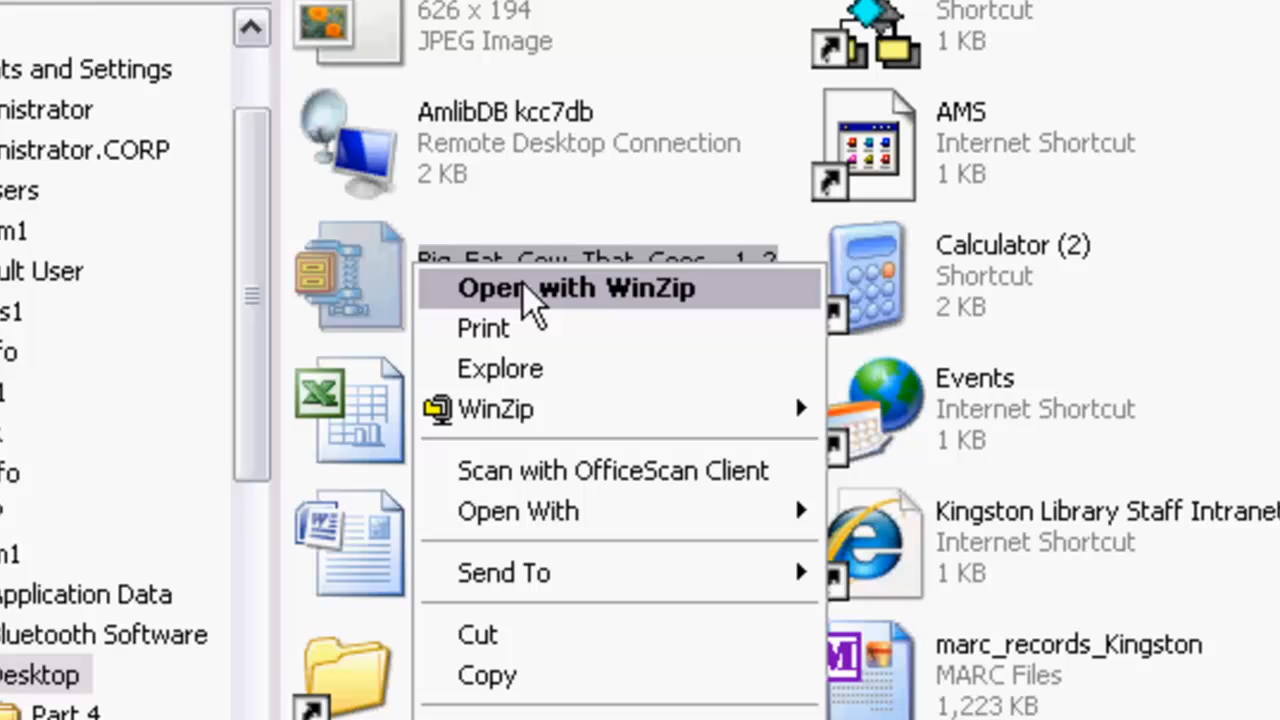 626 x 194
JPEG Image
Shortcut
1 KB
ts and Settings
nistrator
nistrator.CORP
sers
m1
ult User
s1
fo
fo
m1
Application Data
Bluetooth Software
Desktop
Part 4
AmlibDB kcc7db
Remote Desktop Connection
2 KB
AMS
Internet Shortcut
1 KB
Calculator (2)
Shortcut
2 KB
Open with WinZip
Print
Explore
WinZip
Scan with OfficeScan Client
Open With
Send To
Cut
Copy
Events
Internet Shortcut
1 KB
Kingston Library Staff Intranet
Internet Shortcut
1 KB
marc_records_Kingston
MARC Files
1,223 KB